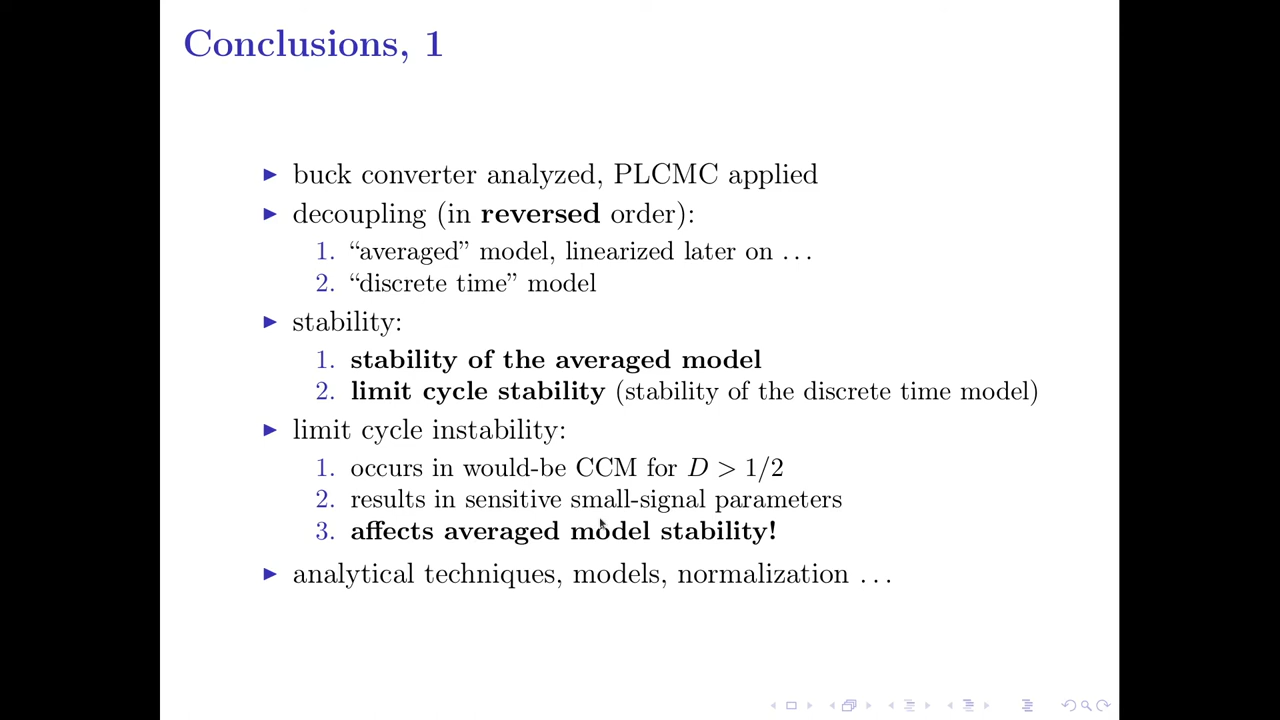 Conclusions, 1
▶ buck converter analyzed, PLCMC applied
▶ decoupling (in reversed order):
1. “averaged” model, linearized later on . . .
2. “discrete time” model
▶ stability:
1. stability of the averaged model
2. limit cycle stability (stability of the discrete time model)
▶ limit cycle instability:
1. occurs in would-be CCM for D > 1/2
2. results in sensitive small-signal parameters
3. affects averaged model stability!
▶ analytical techniques, models, normalization . . .